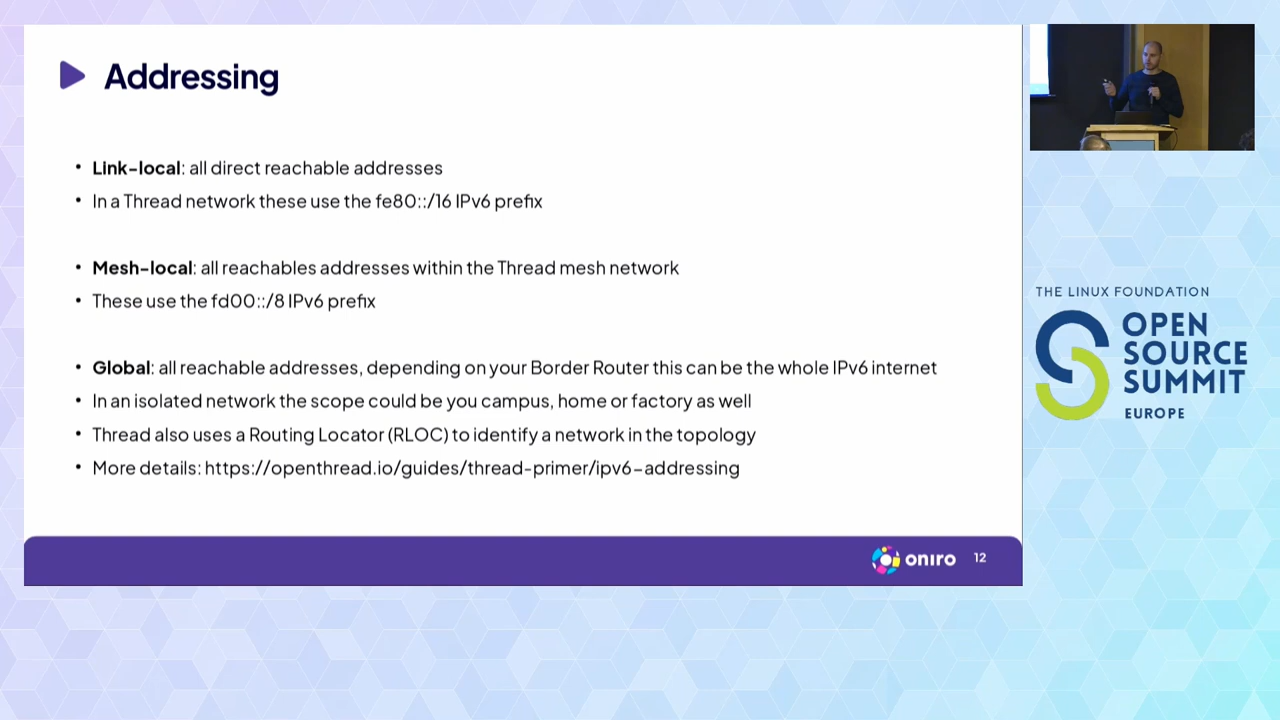 Addressing
• Link-local: all direct reachable addresses
• In a Thread network these use the fe80::/16 IPv6 prefix
• Mesh-local: all reachables addresses within the Thread mesh network
• These use the fd00::/8 IPv6 prefix
• Global: all reachable addresses, depending on your Border Router this can be the whole IPv6 internet
• In an isolated network the scope could be you campus, home or factory as well
• Thread also uses a Routing Locator (RLOC) to identify a network in the topology
• More details: https://openthread.io/guides/thread-primer/ipv6-addressing
oniro 12
THE LINUX FOUNDATION
OPEN
SOURCE
SUMMIT
EUROPE